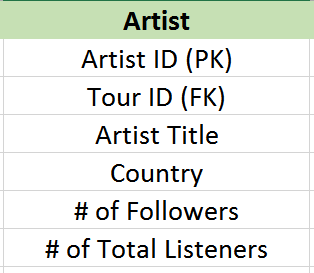 Artist
Artist ID (PK)
Tour ID (FK)
Artist Title
Country
# of Followers
# of Total Listeners